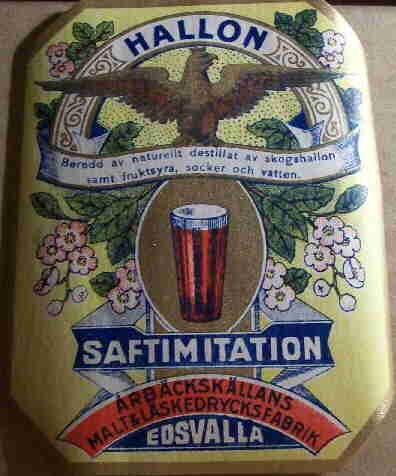 HALLON
Beredd av naturellt destillat av skogshallon
samt fruktsyra, socker och vatten.
SAFTIMITATION
ÅRBÄCKSKÄLLANS
MALT & LÄSKEDRYCKSFABRIK
EDSVALLA